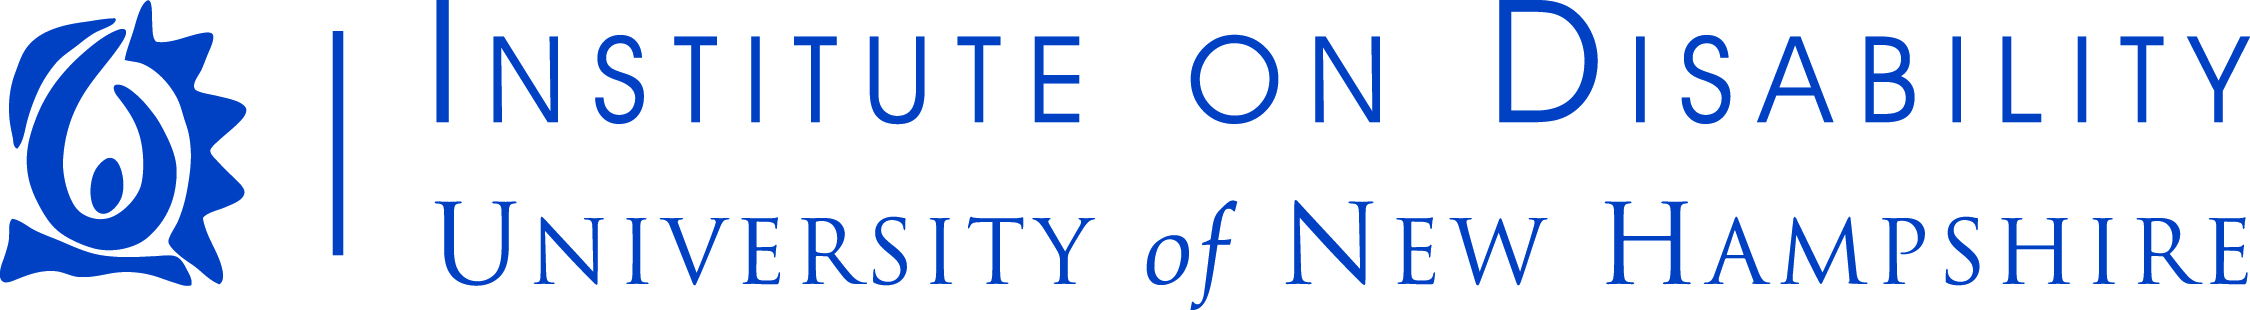 INSTITUTE ON DISABILITY
UNIVERSITY of NEW HAMPSHIRE